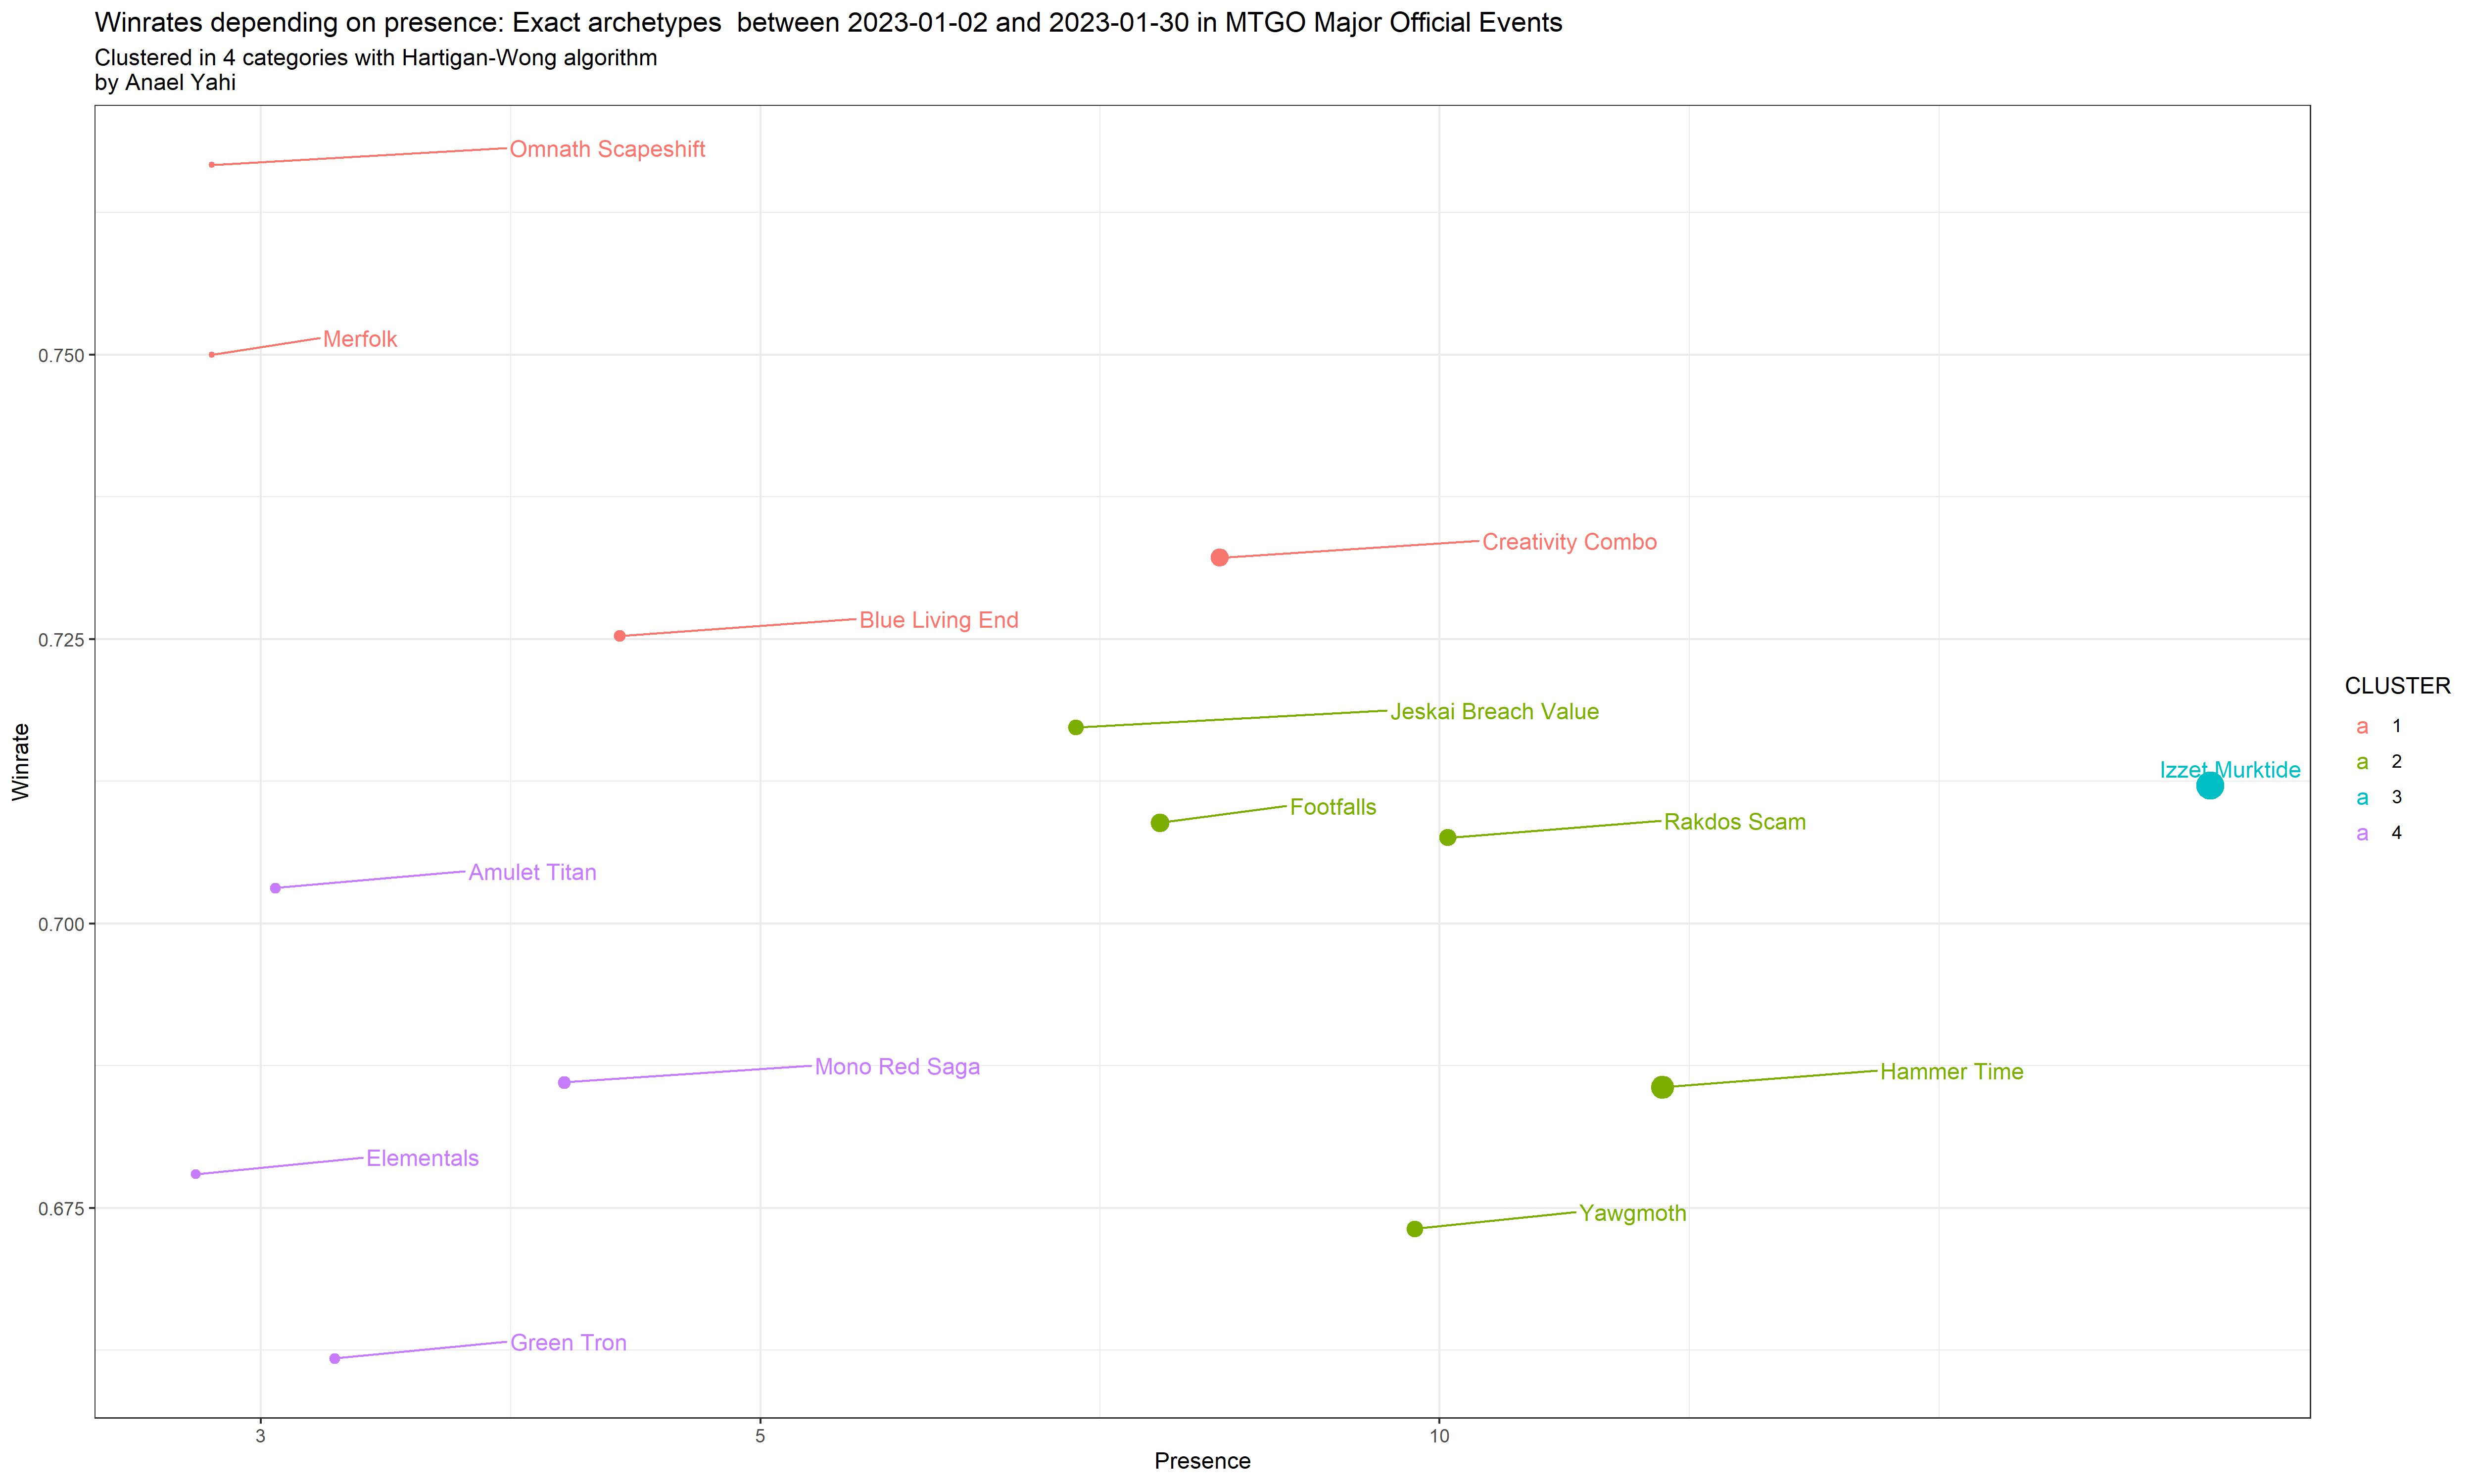 Winrates depending on presence: Exact archetypes  between 2023-01-02 and 2023-01-30 in MTGO Major Official Events
Clustered in 4 categories with Hartigan-Wong algorithm
by Anael Yahi
Omnath Scapeshift
Merfolk
0.750
Creativity Combo
Blue Living End
0.725
CLUSTER
a 1
a 2
a 3
a 4
Jeskai Breach Value
Izzet Murktide
Winrate
Footfalls
Rakdos Scam
Amulet Titan
0.700
Mono Red Saga
Hammer Time
Elementals
0.675
Yawgmoth
Green Tron
3 5 10
Presence